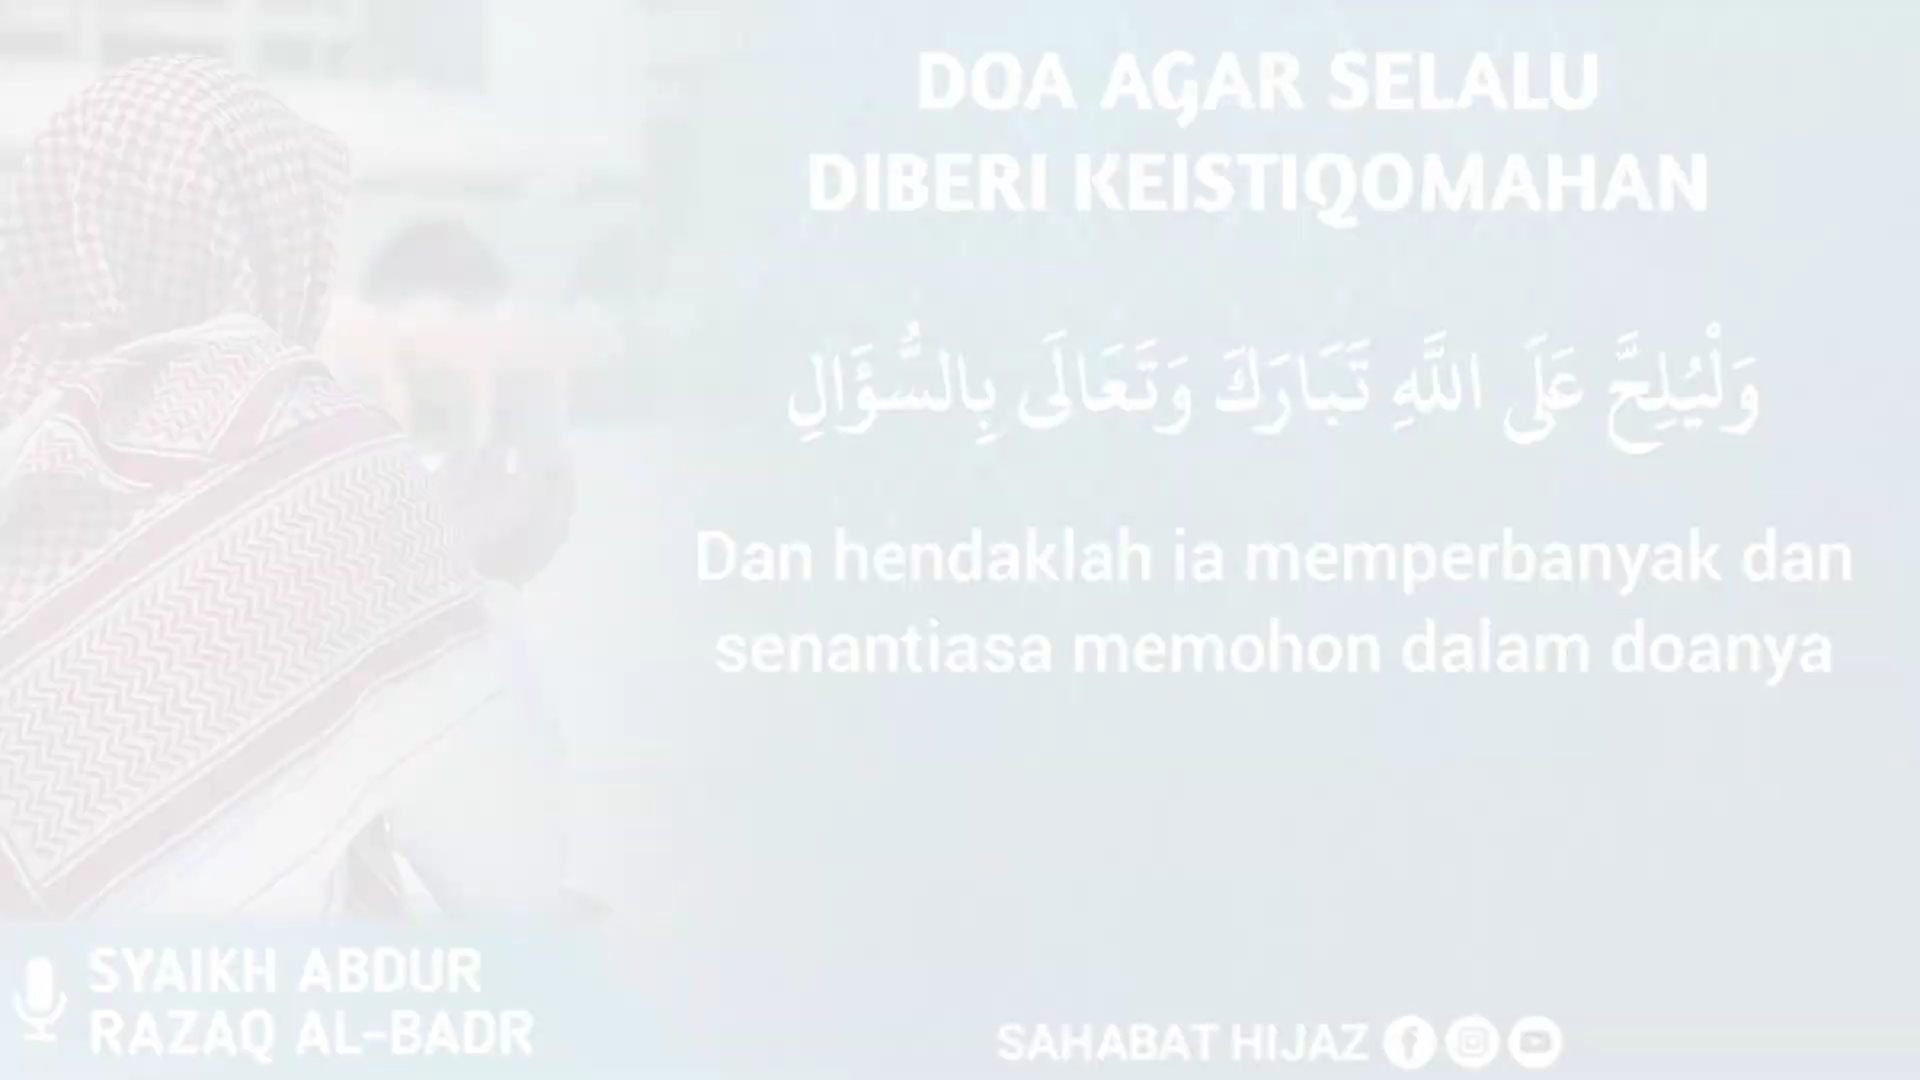 DOA AGAR SELALU
DIBERI KEISTIQOMAHAN
وَلْيُلِحَّ عَلَى اللَّهِ تَبَارَكَ وَتَعَالَى بِالسُّؤَالِ
Dan hendaklah ia memperbanyak dan
senantiasa memohon dalam doanya
SYAIKH ABDUR
RAZAQ AL-BADR
SAHABAT HIJAZ